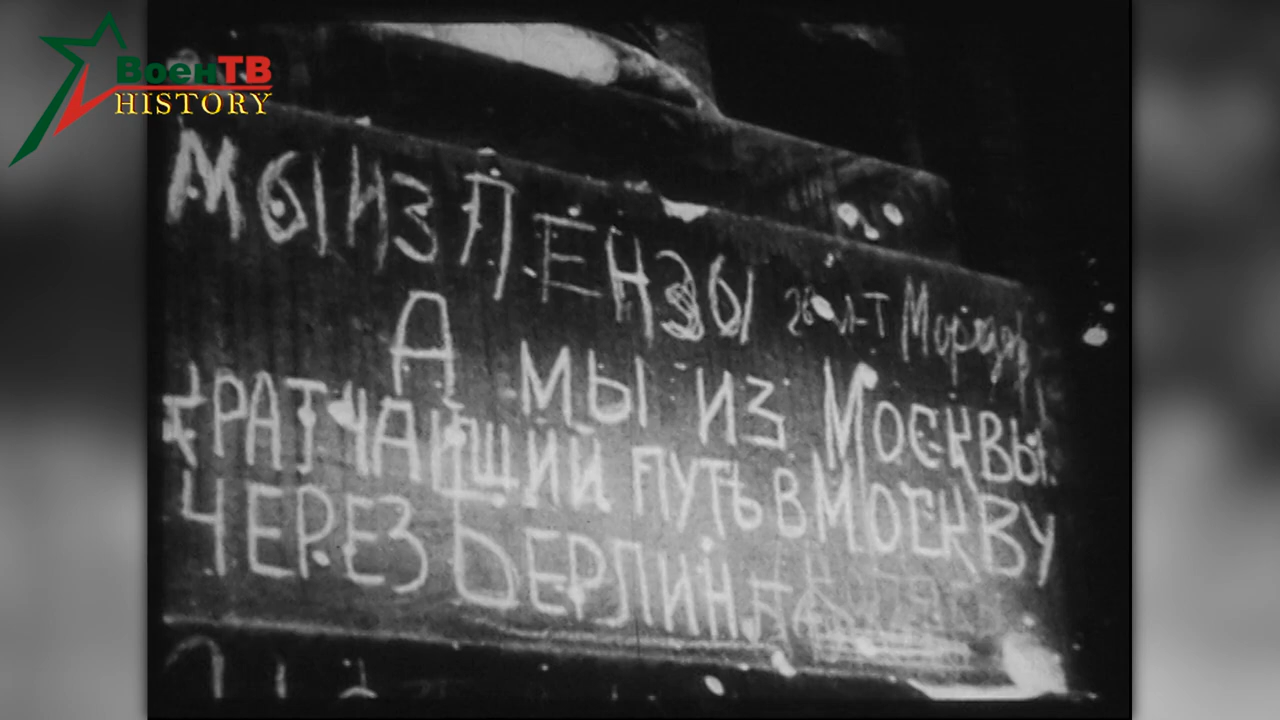 ВоенТВ
HISTORY
МЫ ИЗ ПЕНЗЫ
А МЫ ИЗ МОСКВЫ.
КРАТЧАЙШИЙ ПУТЬ В МОСКВУ
ЧЕРЕЗ БЕРЛИН